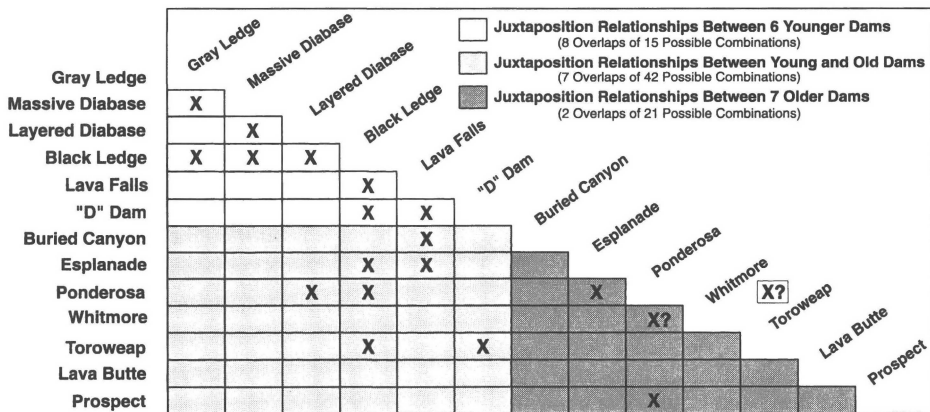 Juxtaposition Relationships Between 6 Younger Dams
(8 Overlaps of 15 Possible Combinations)
Juxtaposition Relationships Between Young and Old Dams
(7 Overlaps of 42 Possible Combinations)
Juxtaposition Relationships Between 7 Older Dams
(2 Overlaps of 21 Possible Combinations)
Gray Ledge
Massive Diabase
Layered Diabase
Black Ledge
Lava Falls
"D" Dam
Buried Canyon
Esplanade
Ponderosa
Whitmore
X?
Toroweap
Lava Butte
Prospect
Gray Ledge
Massive Diabase X
Layered Diabase X
Black Ledge X X X
Lava Falls X
"D" Dam X X
Buried Canyon X
Esplanade X X
Ponderosa X X X
Whitmore X?
Toroweap X X
Lava Butte
Prospect X